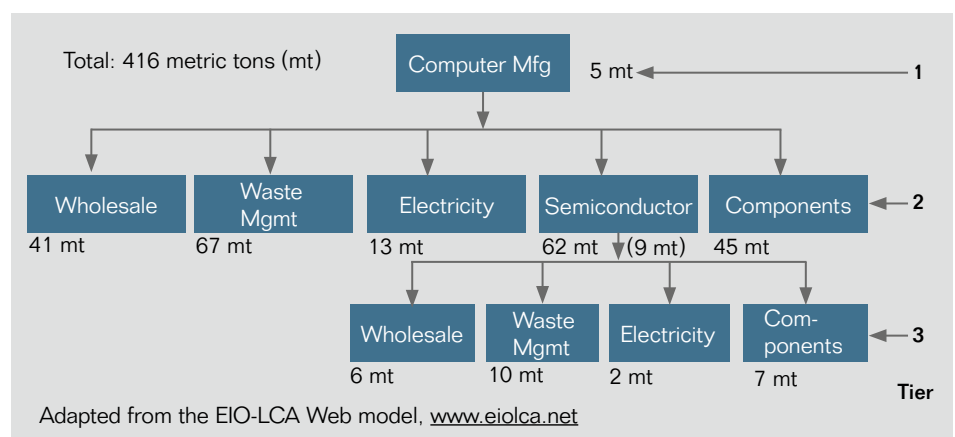 Total: 416 metric tons (mt)
Computer Mfg
5 mt
1
Wholesale
Waste
Mgmt
Electricity
Semiconductor
Components
2
41 mt
67 mt
13 mt
62 mt
(9 mt)
45 mt
Wholesale
Waste
Mgmt
Electricity
Com-
ponents
3
6 mt
10 mt
2 mt
7 mt
Tier
Adapted from the EIO-LCA Web model, www.eiolca.net